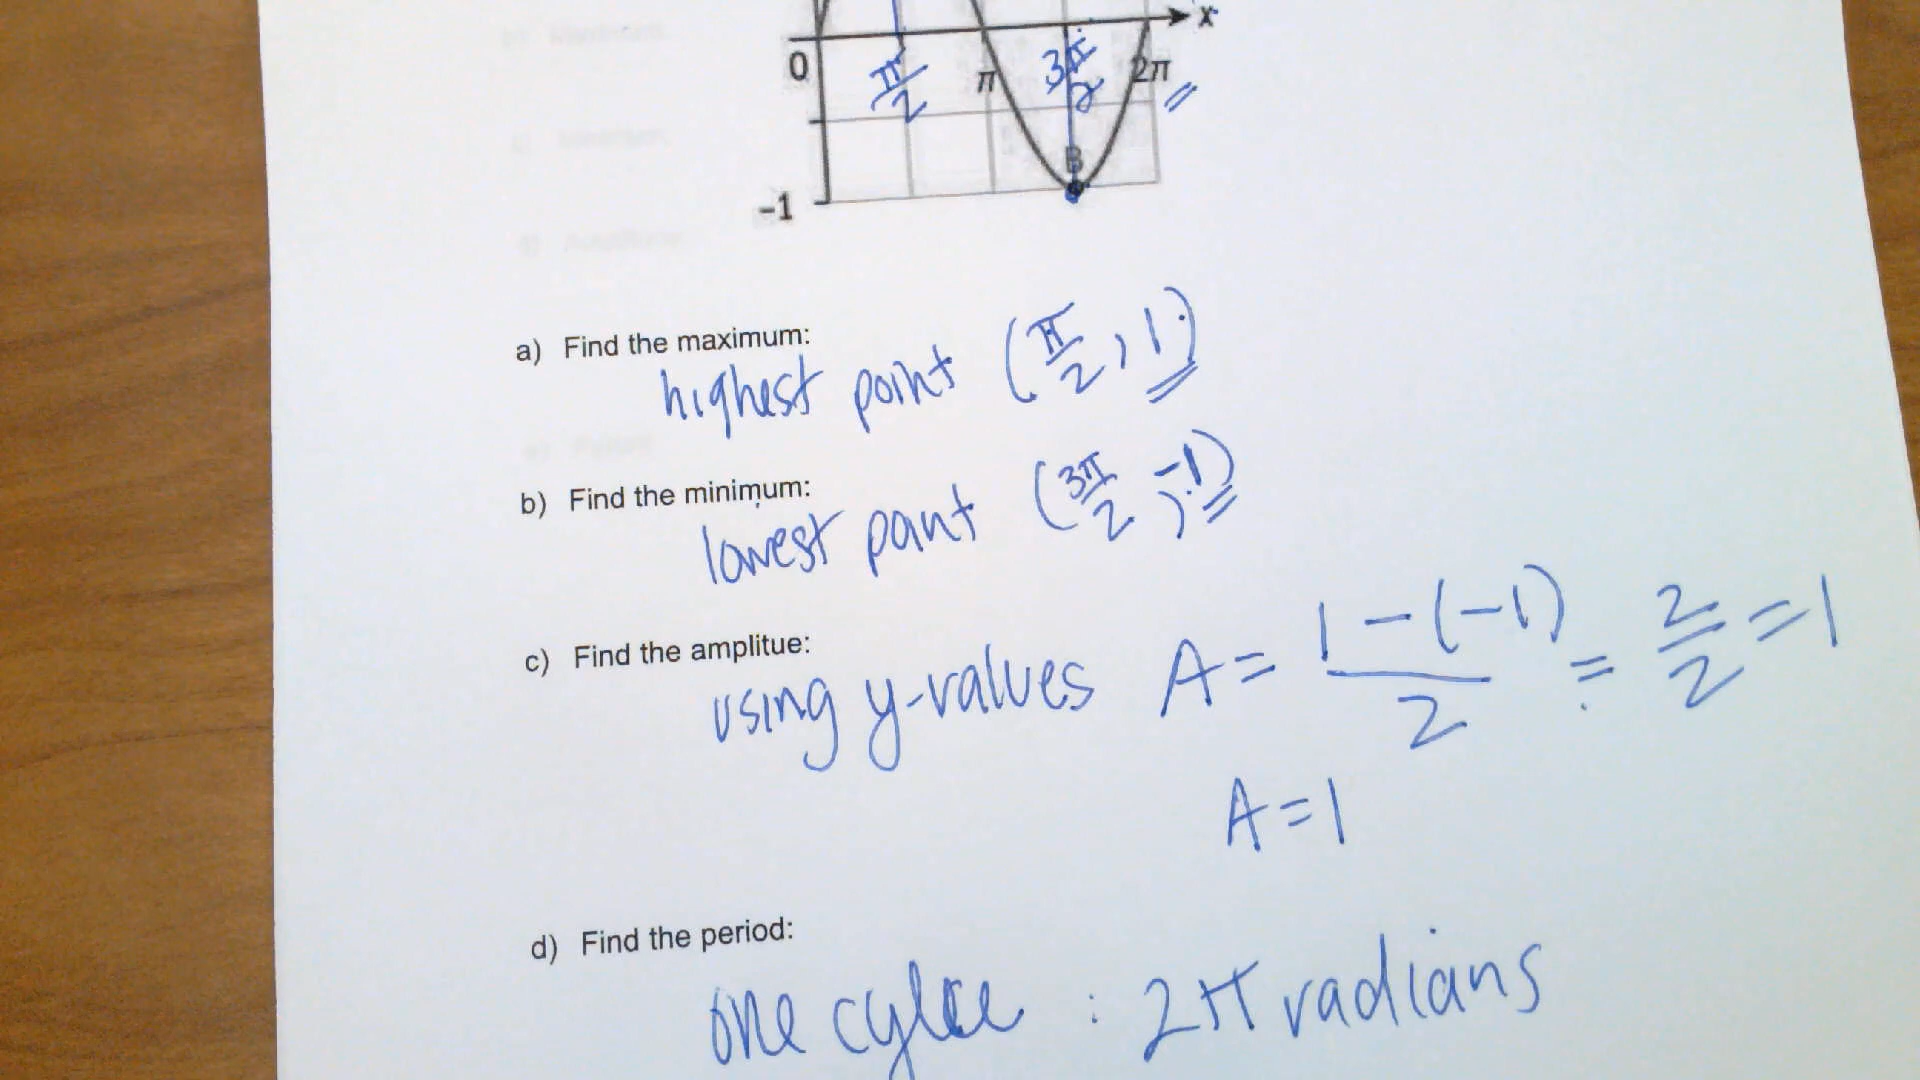 x
0 π/2 π 3π/2 2π
B
-1
a) Find the maximum:
highest point (π/2, 1)
b) Find the minimum:
lowest point (3π/2, -1)
c) Find the amplitue:
using y-values A = 1-(-1)/2 = 2/2 = 1
A=1
d) Find the period:
one cylce : 2π radians